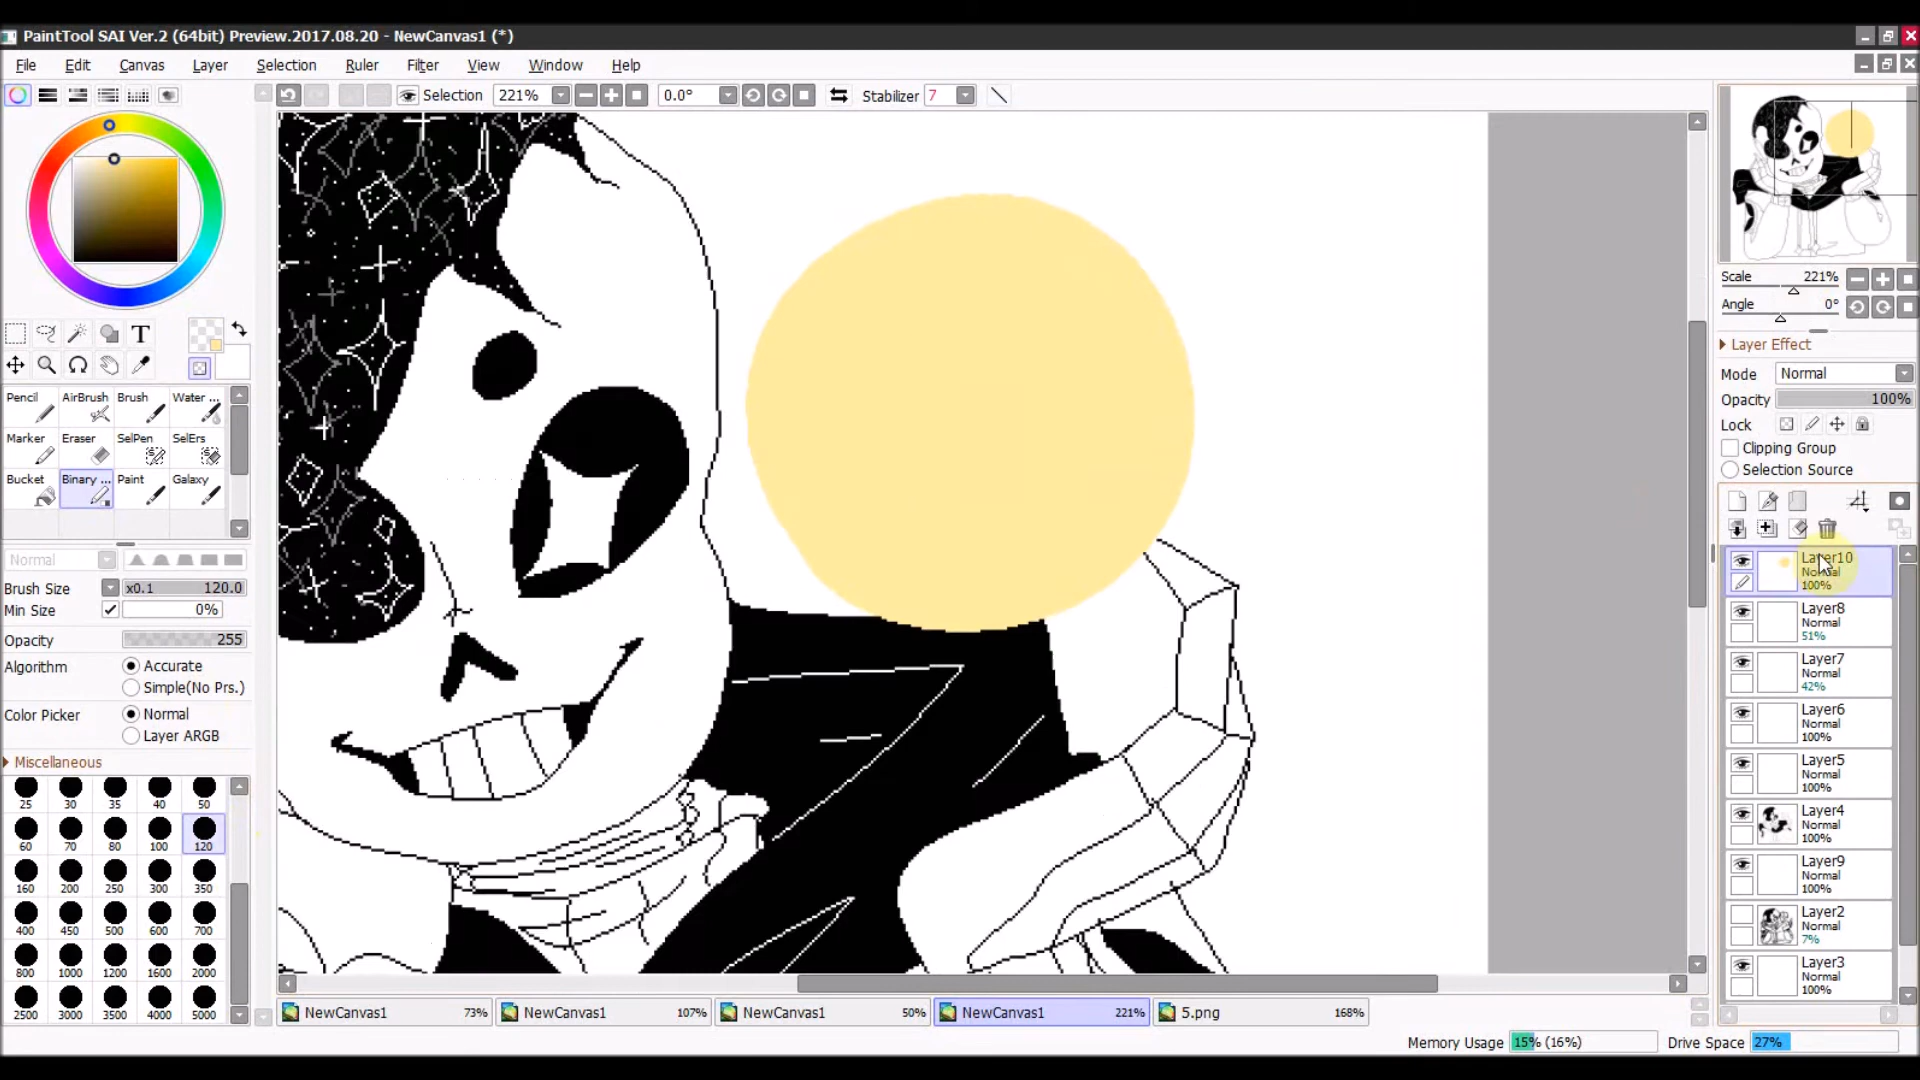 PaintTool SAI Ver.2 (64bit) Preview.2017.08.20 - NewCanvas1 (*)
File Edit Canvas Layer Selection Ruler Filter View Window Help
Selection 221% 0.0° Stabilizer 7
T
Pencil AirBrush Brush Water ...
Marker Eraser SelPen SelErs
Bucket Binary ... Paint Galaxy
Normal
Brush Size x0.1 120.0
Min Size 0%
Opacity 255
Algorithm Accurate
Simple(No Prs.)
Color Picker Normal
Layer ARGB
Miscellaneous
25 30 35 40 50
60 70 80 100 120
160 200 250 300 350
400 450 500 600 700
800 1000 1200 1600 2000
2500 3000 3500 4000 5000
Scale 221%
Angle 0°
Layer Effect
Mode Normal
Opacity 100%
Lock
Clipping Group
Selection Source
Layer10
Normal
100%
Layer8
Normal
51%
Layer7
Normal
42%
Layer6
Normal
100%
Layer5
Normal
100%
Layer4
Normal
100%
Layer9
Normal
100%
Layer2
Normal
7%
Layer3
Normal
100%
NewCanvas1 73% NewCanvas1 107% NewCanvas1 50% NewCanvas1 221% 5.png 168%
Memory Usage 15% (16%) Drive Space 27%